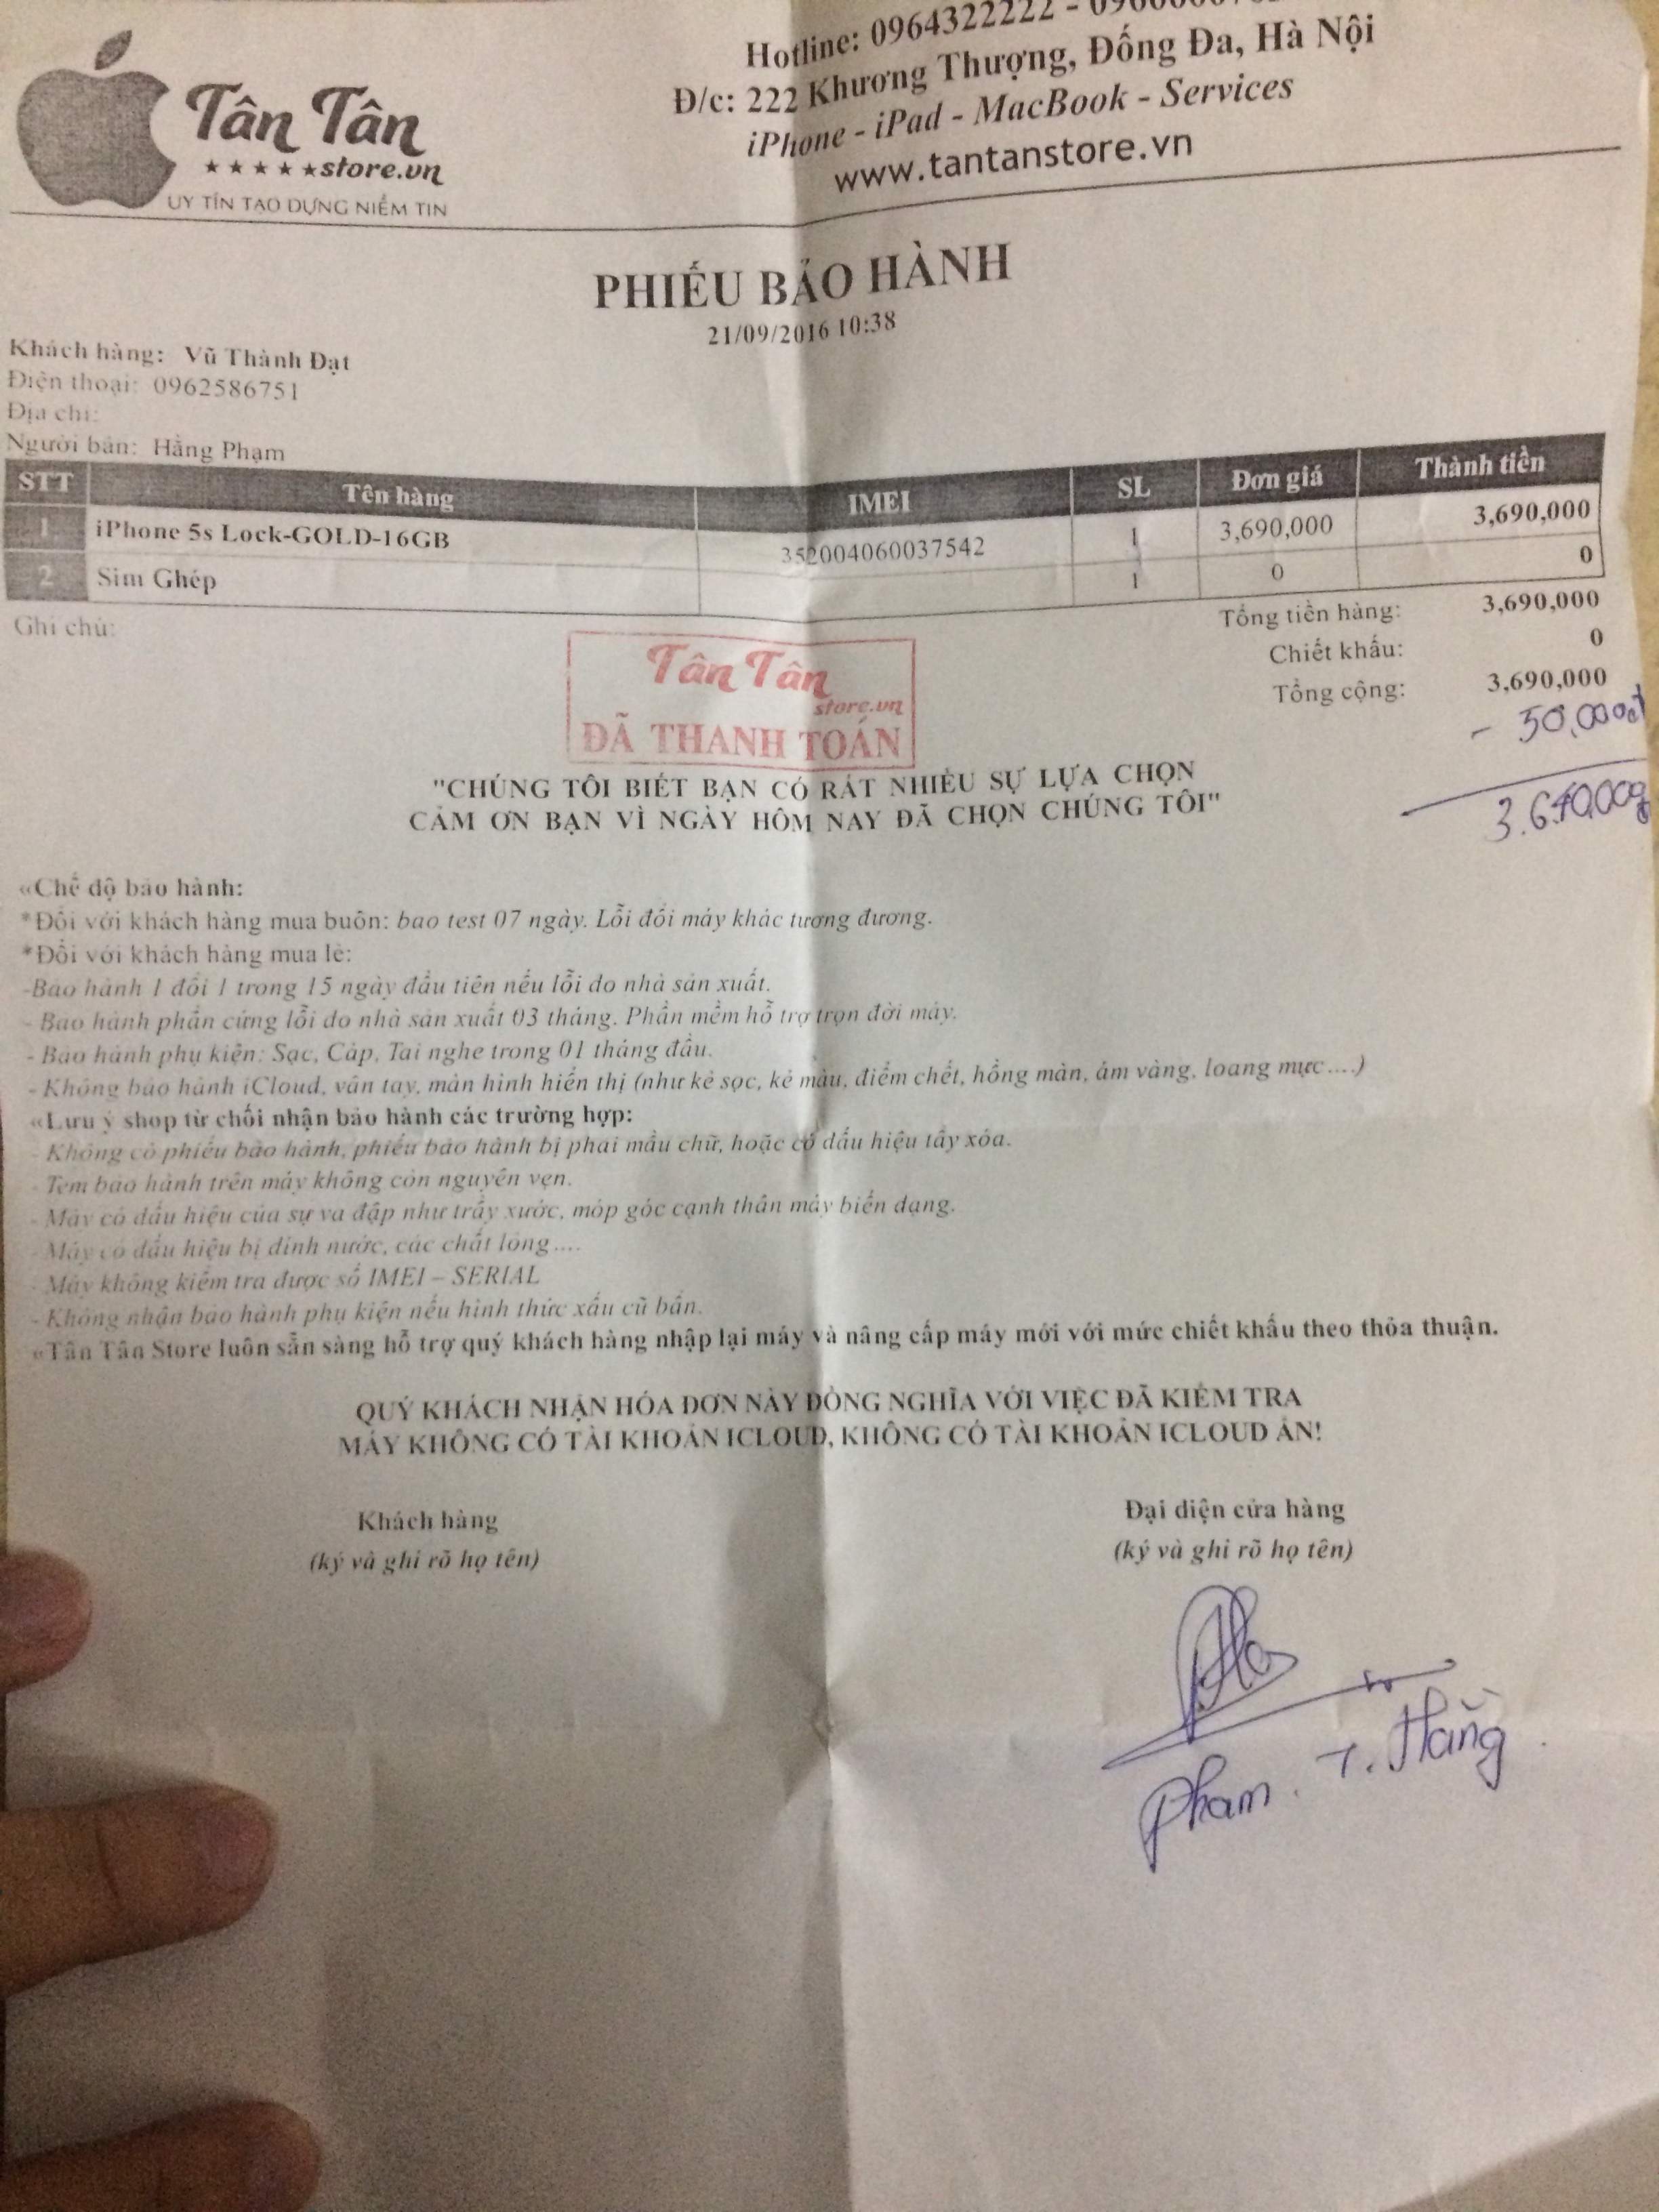 Tân Tân
store.vn
UY TÍN TẠO DỰNG NIỀM TIN
Hotline: 0964322222 -
Đ/c: 222 Khương Thượng, Đống Đa, Hà Nội
iPhone - iPad - MacBook - Services
www.tantanstore.vn
PHIẾU BẢO HÀNH
21/09/2016 10:38
Khách hàng: Vũ Thành Đạt
Điện thoại: 0962586751
Địa chỉ:
Người bán: Hằng Phạm
STT Tên hàng IMEI SL Đơn giá Thành tiền
1 iPhone 5s Lock-GOLD-16GB 352004060037542 1 3,690,000 3,690,000
2 Sim Ghép 1 0 0
Ghi chú:
Tổng tiền hàng: 3,690,000
Chiết khấu: 0
Tổng cộng: 3,690,000
- 50,000đ
3.640,000đ
Tân Tân
store.vn
ĐÃ THANH TOÁN
"CHÚNG TÔI BIẾT BẠN CÓ RẤT NHIỀU SỰ LỰA CHỌN
CẢM ƠN BẠN VÌ NGÀY HÔM NAY ĐÃ CHỌN CHÚNG TÔI"
«Chế độ bảo hành:
*Đối với khách hàng mua buôn: bao test 07 ngày. Lỗi đổi máy khác tương đương.
*Đối với khách hàng mua lẻ:
-Bảo hành 1 đổi 1 trong 15 ngày đầu tiên nếu lỗi do nhà sản xuất.
- Bảo hành phần cứng lỗi do nhà sản xuất 03 tháng. Phần mềm hỗ trợ trọn đời máy.
- Bảo hành phụ kiện: Sạc, Cáp, Tai nghe trong 01 tháng đầu.
- Không bảo hành iCloud, vân tay, màn hình hiển thị (như kẻ sọc, kẻ màu, điểm chết, hồng màn, ám vàng, loang mực....)
«Lưu ý shop từ chối nhận bảo hành các trường hợp:
- Không có phiếu bảo hành, phiếu bảo hành bị phai mầu chữ, hoặc có dấu hiệu tẩy xóa.
- Tem bảo hành trên máy không còn nguyên vẹn.
- Máy có dấu hiệu của sự va đập như trầy xước, móp góc cạnh thân máy biến dạng.
- Máy có dấu hiệu bị dính nước, các chất lỏng....
- Máy không kiểm tra được số IMEI – SERIAL
- Không nhận bảo hành phụ kiện nếu hình thức xấu cũ bẩn.
«Tân Tân Store luôn sẵn sàng hỗ trợ quý khách hàng nhập lại máy và nâng cấp máy mới với mức chiết khấu theo thỏa thuận.
QUÝ KHÁCH NHẬN HÓA ĐƠN NÀY ĐỒNG NGHĨA VỚI VIỆC ĐÃ KIỂM TRA
MÁY KHÔNG CÓ TÀI KHOẢN ICLOUD, KHÔNG CÓ TÀI KHOẢN ICLOUD ẨN!
Khách hàng
(ký và ghi rõ họ tên)
Đại diện cửa hàng
(ký và ghi rõ họ tên)
Phạm. T. Hằng